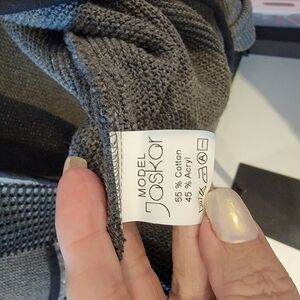 MODEL
Joskar
55 % Cotton
45 % Acryl